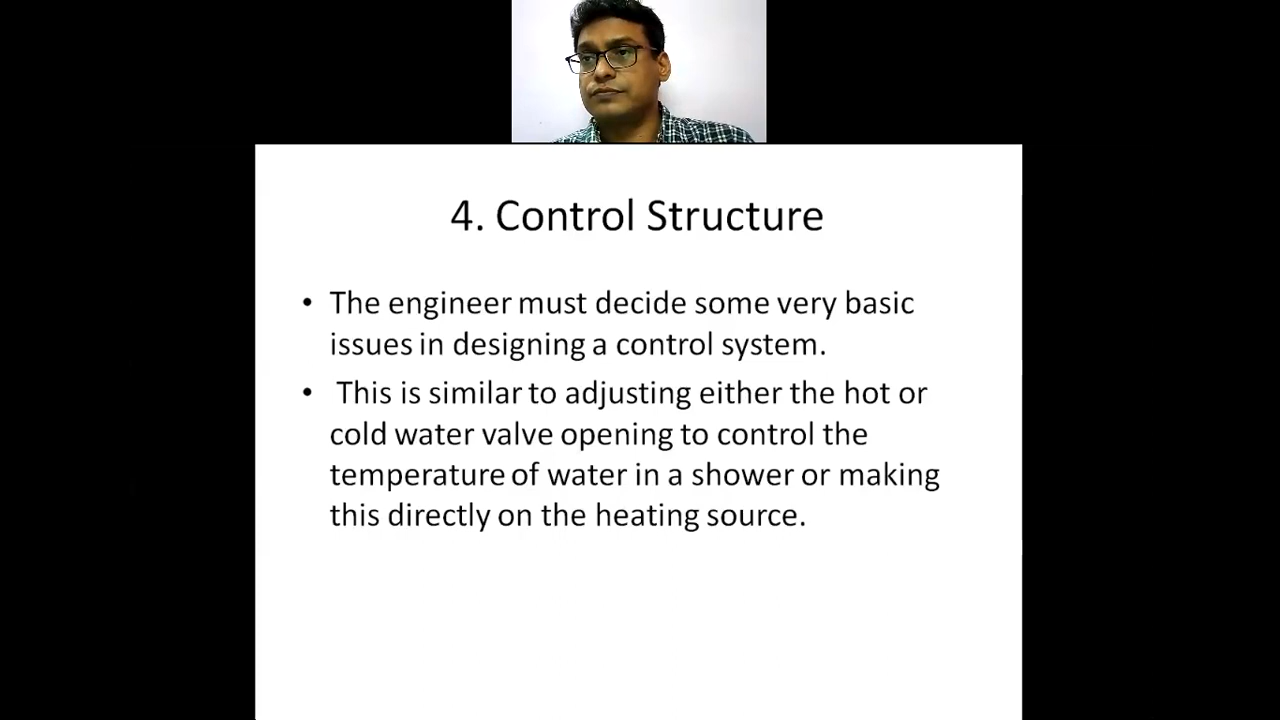 4. Control Structure
• The engineer must decide some very basic
issues in designing a control system.
• This is similar to adjusting either the hot or
cold water valve opening to control the
temperature of water in a shower or making
this directly on the heating source.